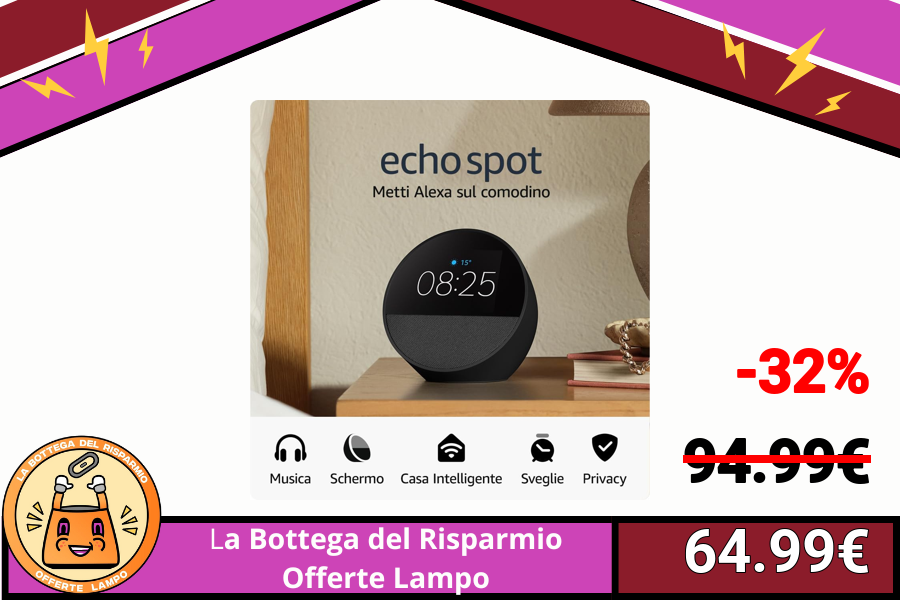 echo spot
Metti Alexa sul comodino
15°
08:25
Musica
Schermo
Casa Intelligente
Sveglie
Privacy
-32%
94.99€
64.99€
LA BOTTEGA DEL RISPARMIO
OFFERTE LAMPO
La Bottega del Risparmio
Offerte Lampo